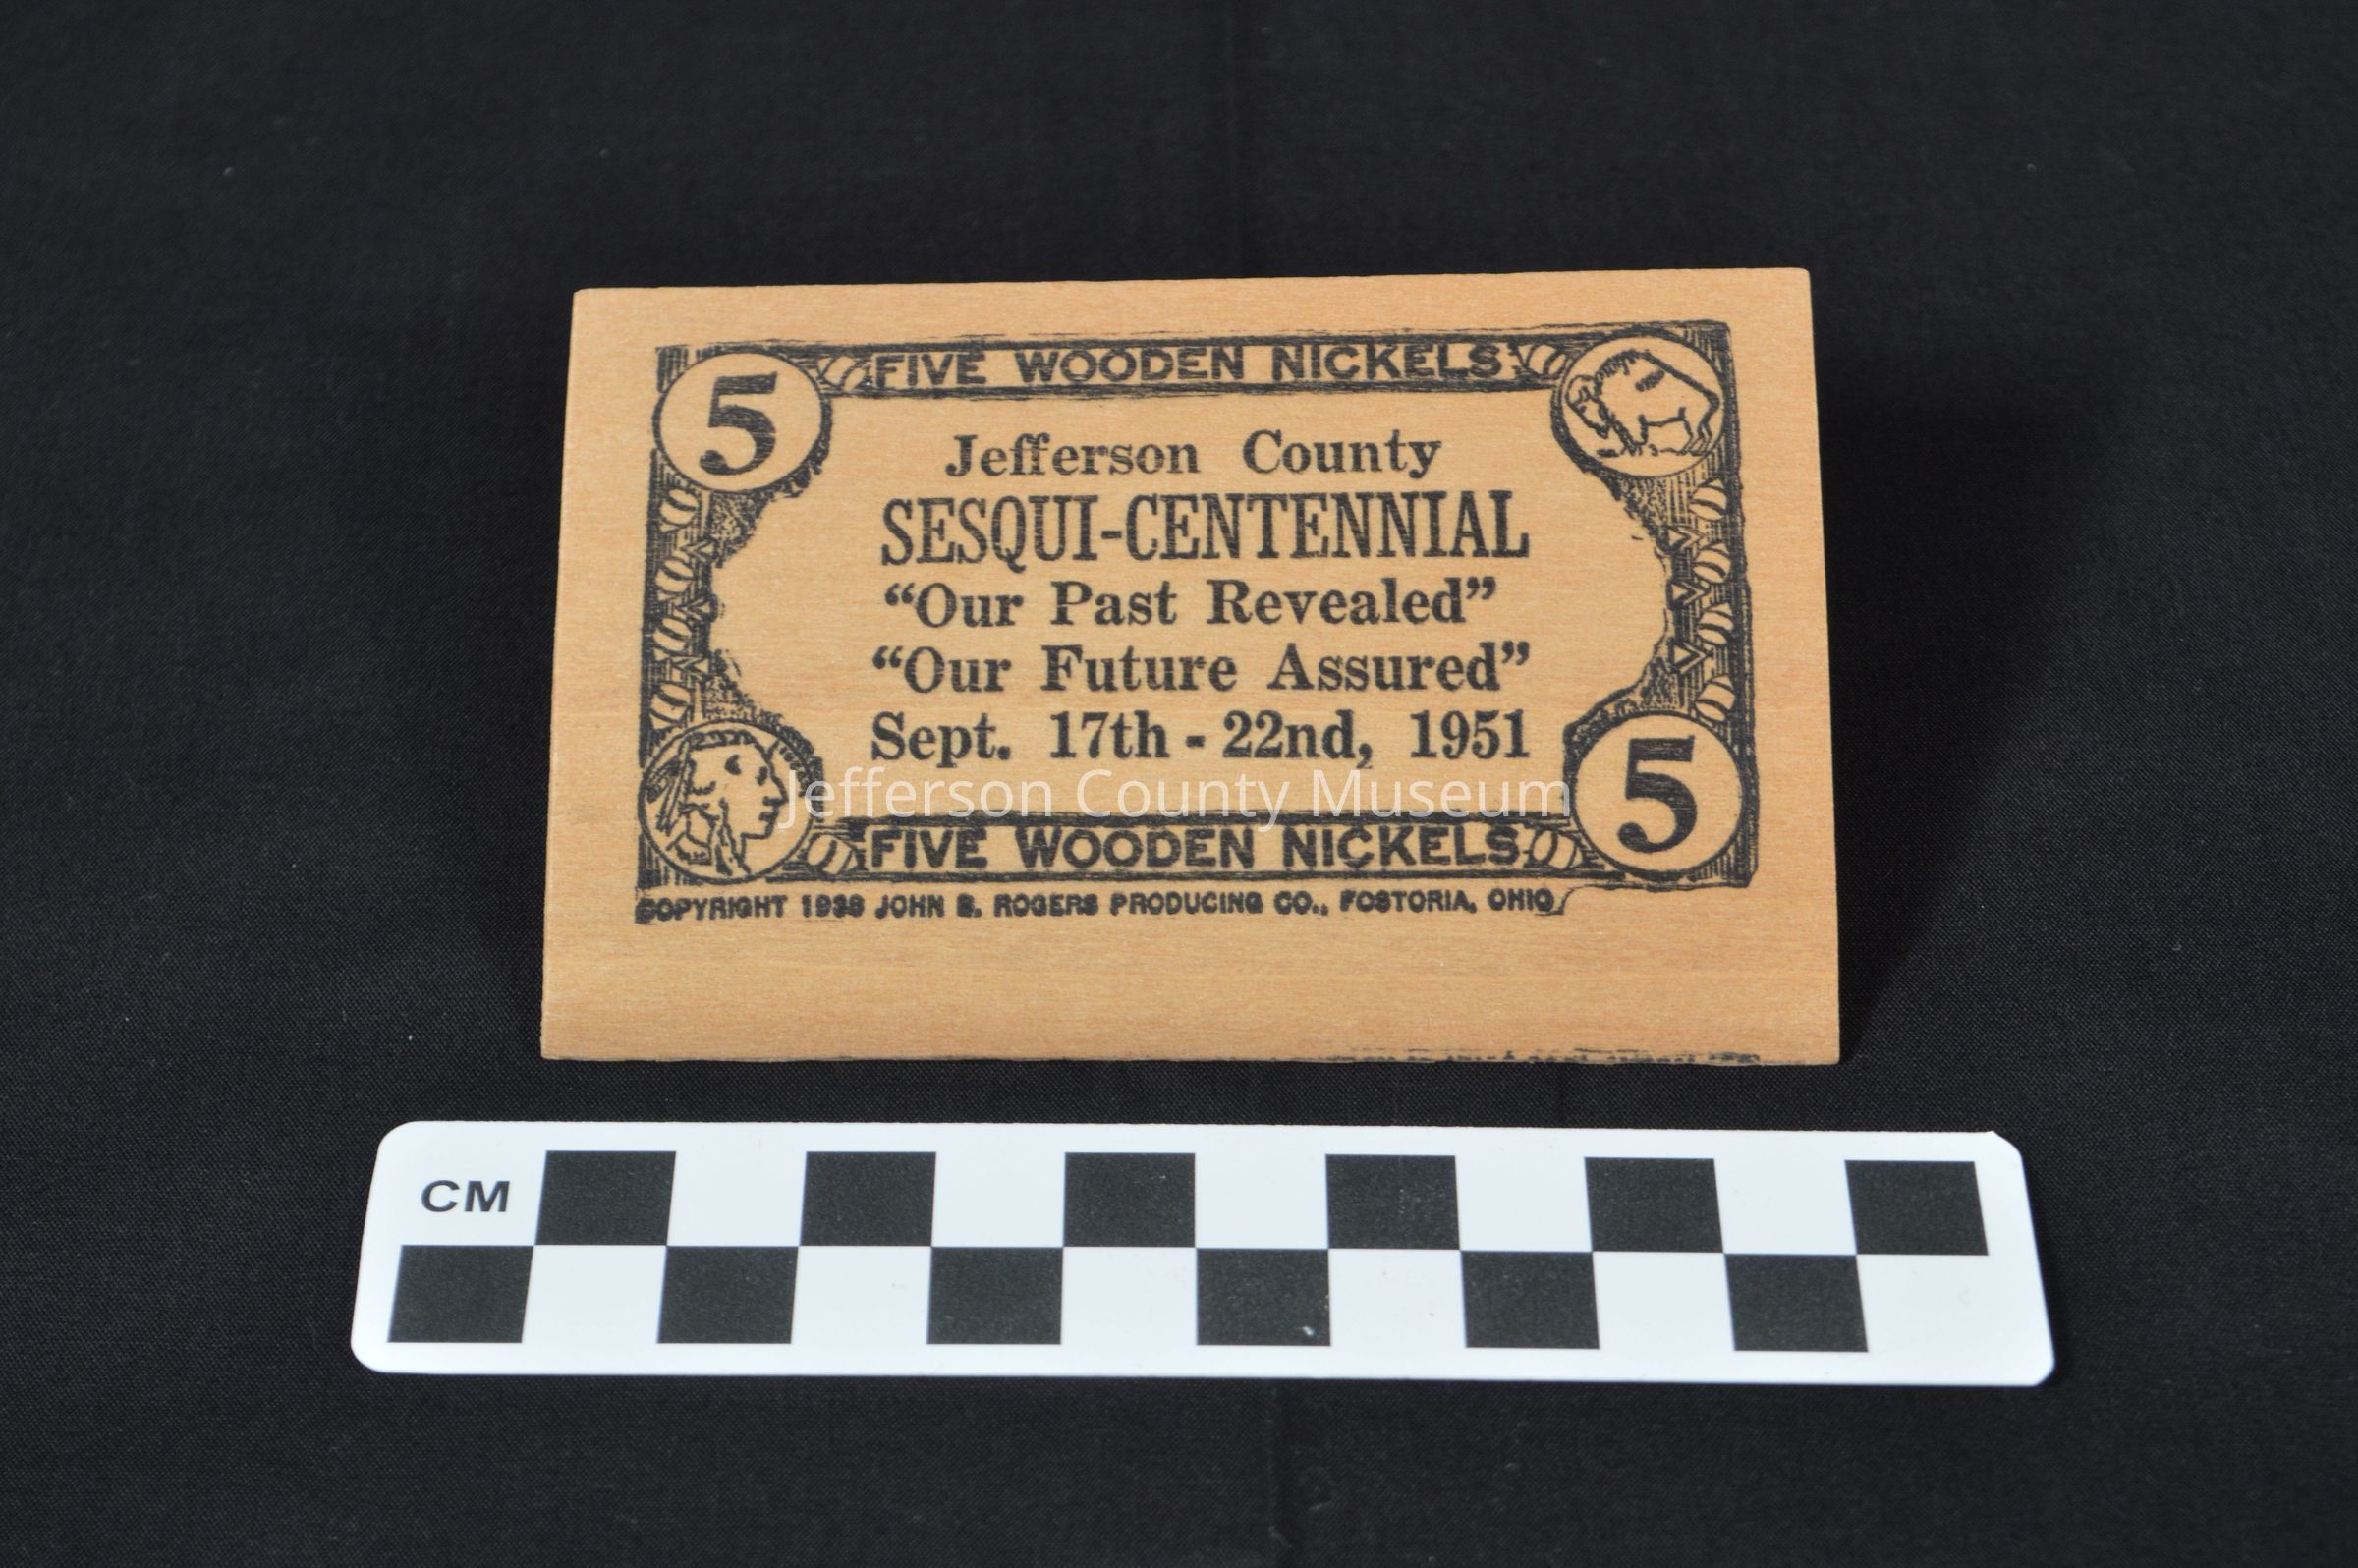 5
FIVE WOODEN NICKELS
Jefferson County
SESQUI-CENTENNIAL
“Our Past Revealed”
“Our Future Assured”
Sept. 17th - 22nd, 1951
Jefferson County Museum
FIVE WOODEN NICKELS
5
COPYRIGHT 1938 JOHN B. ROGERS PRODUCING CO., FOSTORIA, OHIO
CM